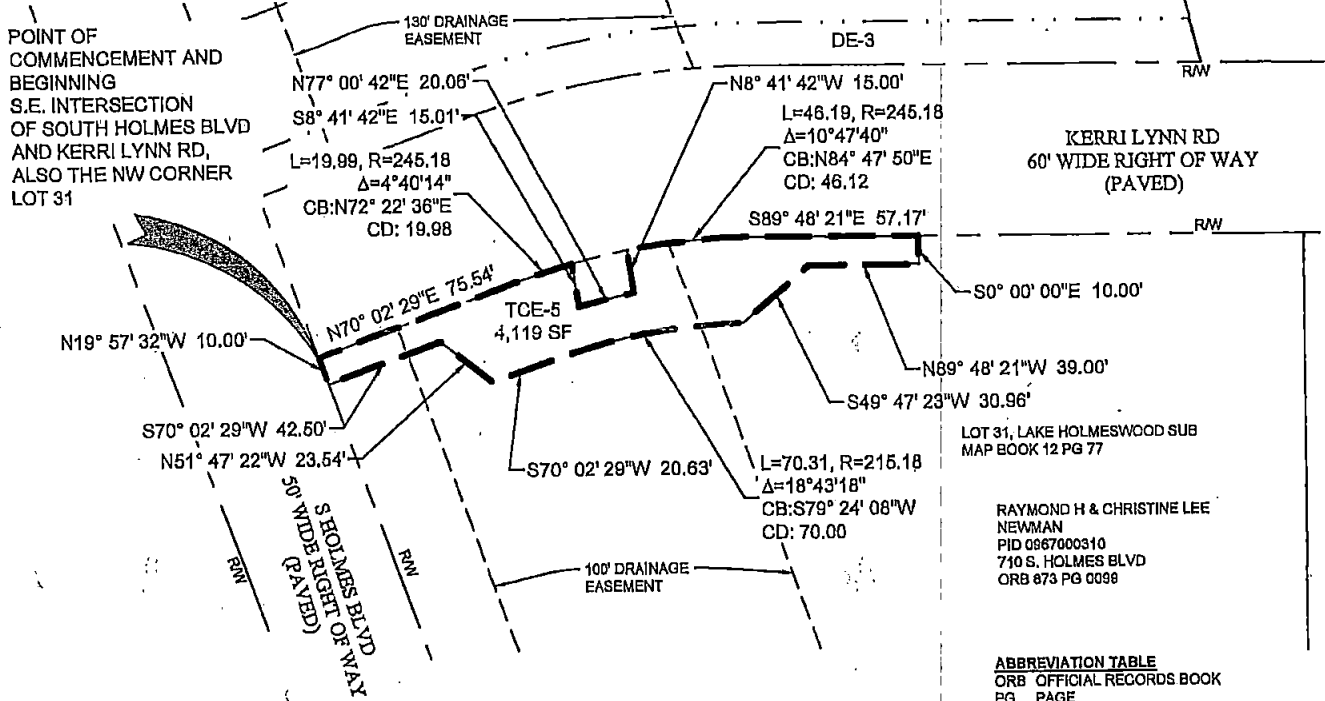 POINT OF
COMMENCEMENT AND
BEGINNING
S.E. INTERSECTION
OF SOUTH HOLMES BLVD
AND KERRI LYNN RD,
ALSO THE NW CORNER
LOT 31
130' DRAINAGE
EASEMENT
DE-3
R/W
N77° 00' 42"E 20.06'
S8° 41' 42"E 15.01'
N8° 41' 42"W 15.00'
L=19.99, R=245.18
Δ=4°40'14"
CB:N72° 22' 36"E
CD: 19.98
L=46.19, R=245.18
Δ=10°47'40"
CB:N84° 47' 50"E
CD: 46.12
KERRI LYNN RD
60' WIDE RIGHT OF WAY
(PAVED)
S89° 48' 21"E 57.17'
R/W
N70° 02' 29"E 75.54'
TCE-5
4,119 SF
S0° 00' 00"E 10.00'
N19° 57' 32"W 10.00'
N89° 48' 21"W 39.00'
S49° 47' 23"W 30.96'
S70° 02' 29"W 42.50'
N51° 47' 22"W 23.54'
S70° 02' 29"W 20.63'
L=70.31, R=215.18
Δ=18°43'18"
CB:S79° 24' 08"W
CD: 70.00
LOT 31, LAKE HOLMESWOOD SUB
MAP BOOK 12 PG 77
RAYMOND H & CHRISTINE LEE
NEWMAN
PID 0967000310
710 S. HOLMES BLVD
ORB 873 PG 0098
R/W
S HOLMES BLVD
50' WIDE RIGHT OF WAY
(PAVED)
R/W
100' DRAINAGE
EASEMENT
ABBREVIATION TABLE
ORB OFFICIAL RECORDS BOOK
PG PAGE